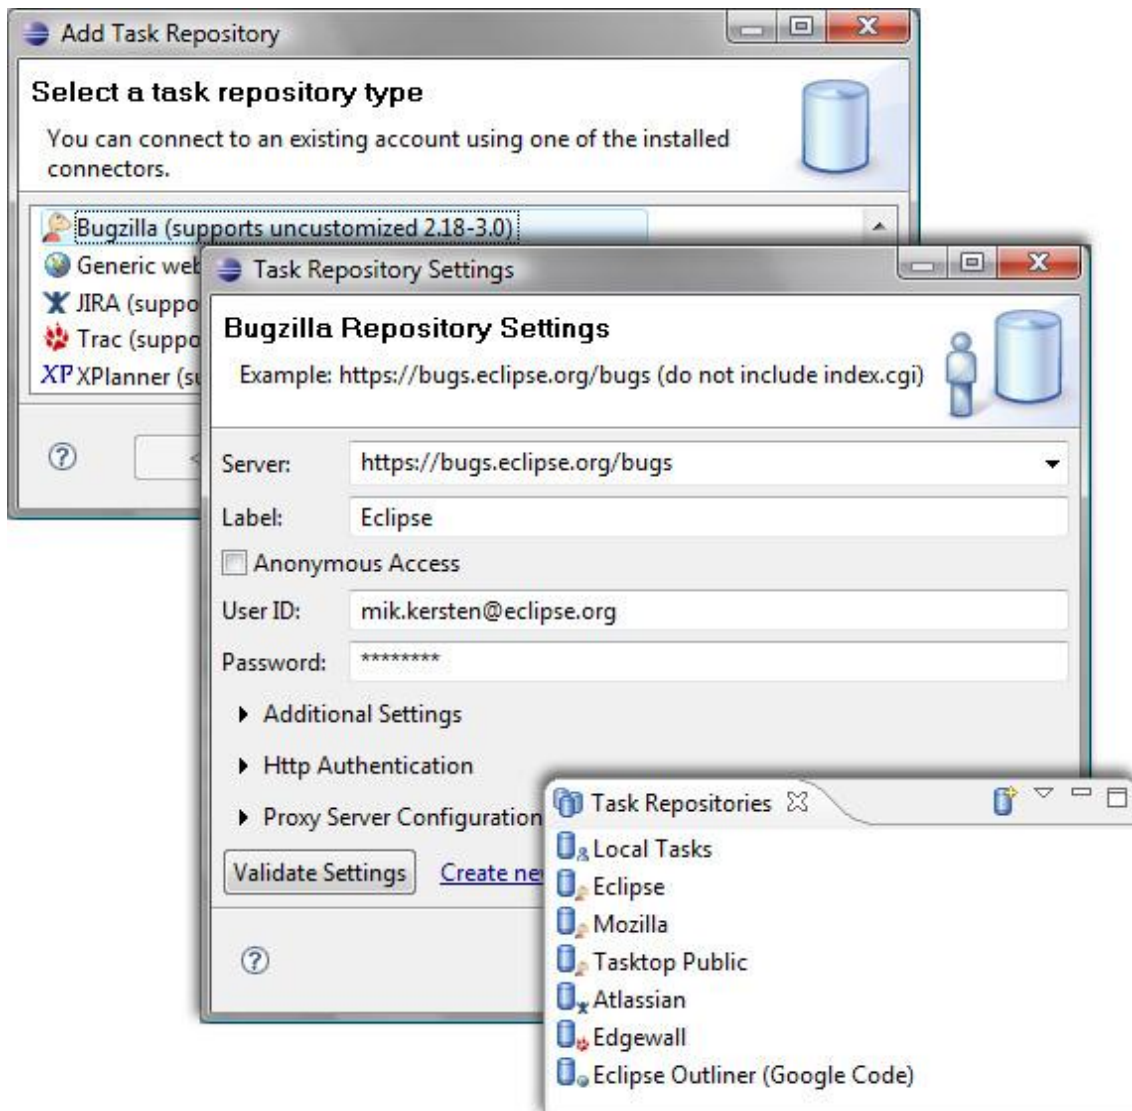 Add Task Repository
Select a task repository type
You can connect to an existing account using one of the installed
connectors.
Bugzilla (supports uncustomized 2.18-3.0)
Generic web
JIRA (suppo
Trac (suppo
XP XPlanner (su
Task Repository Settings
Bugzilla Repository Settings
Example: https://bugs.eclipse.org/bugs (do not include index.cgi)
Server: https://bugs.eclipse.org/bugs
Label: Eclipse
Anonymous Access
User ID: mik.kersten@eclipse.org
Password: ********
Additional Settings
Http Authentication
Proxy Server Configuration
Validate Settings Create new
Task Repositories
Local Tasks
Eclipse
Mozilla
Tasktop Public
Atlassian
Edgewall
Eclipse Outliner (Google Code)